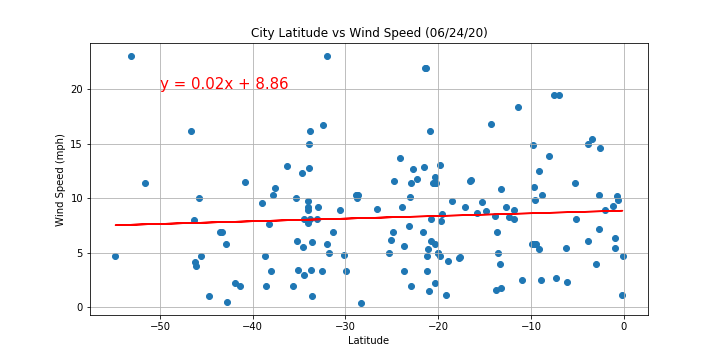 City Latitude vs Wind Speed (06/24/20)
20
y = 0.02x + 8.86
15
Wind Speed (mph)
10
5
0
−50 −40 −30 −20 −10 0
Latitude